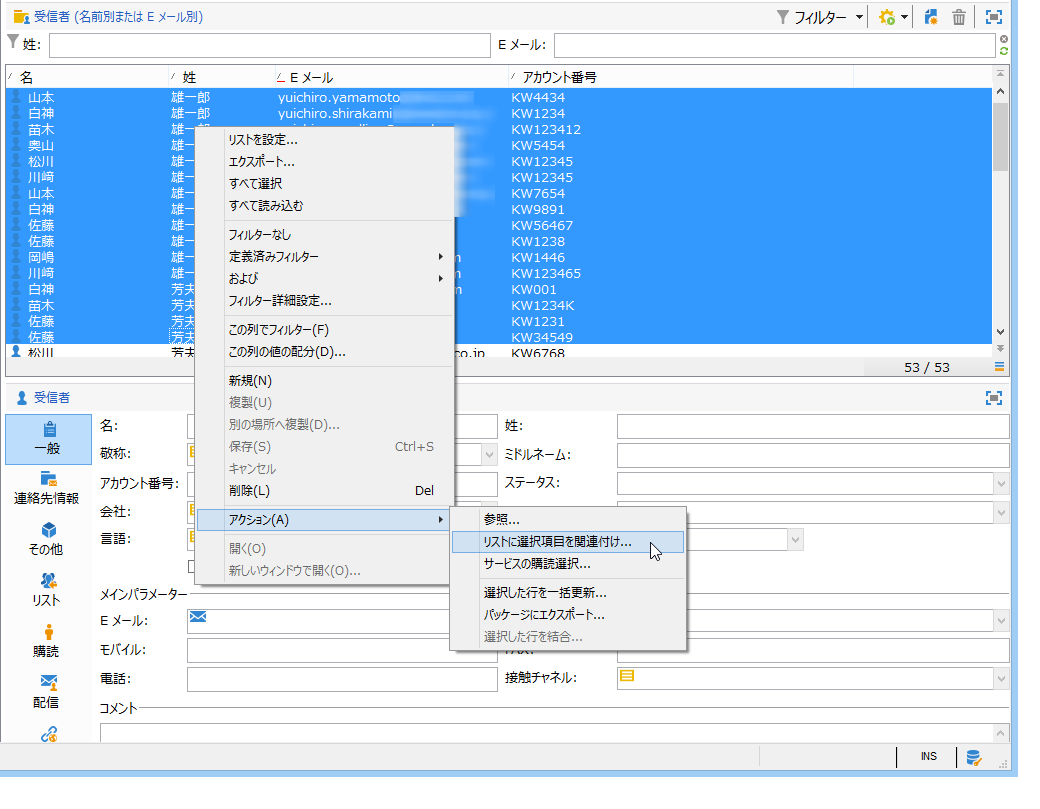 受信者 (名前別または E メール別)
フィルター
姓:
E メール:
名 姓 E メール アカウント番号
山本 雄一郎 yuichiro.yamamoto KW4434
白神 雄一郎 yuichiro.shirakami KW1234
苗木 雄一郎 KW123412
奥山 雄一 KW5454
松川 雄一 KW12345
川﨑 雄一 KW12345
山本 雄一 KW7654
白神 雄一 KW9891
佐藤 雄一 KW56467
佐藤 雄一 KW1238
岡嶋 雄一 KW1446
川﨑 雄一 KW123465
白神 芳夫 KW001
苗木 芳夫 KW1234K
佐藤 芳夫 KW1231
佐藤 芳夫 KW34549
松川 芳夫 co.jp KW6768
53 / 53
リストを設定...
エクスポート...
すべて選択
すべて読み込む
フィルターなし
定義済みフィルター
および
フィルター詳細設定...
この列でフィルター(F)
この列の値の配分(D)...
新規(N)
複製(U)
別の場所へ複製(D)...
保存(S) Ctrl+S
キャンセル
削除(L) Del
アクション(A)
開く(O)
新しいウィンドウで開く(O)...
参照...
リストに選択項目を関連付け...
サービスの購読選択...
選択した行を一括更新...
パッケージにエクスポート...
選択した行を結合...
受信者
一般
連絡先情報
その他
リスト
購読
配信
名:
姓:
敬称:
ミドルネーム:
アカウント番号:
ステータス:
会社:
言語:
メインパラメーター
E メール:
モバイル:
FAX:
電話:
接触チャネル:
コメント
INS